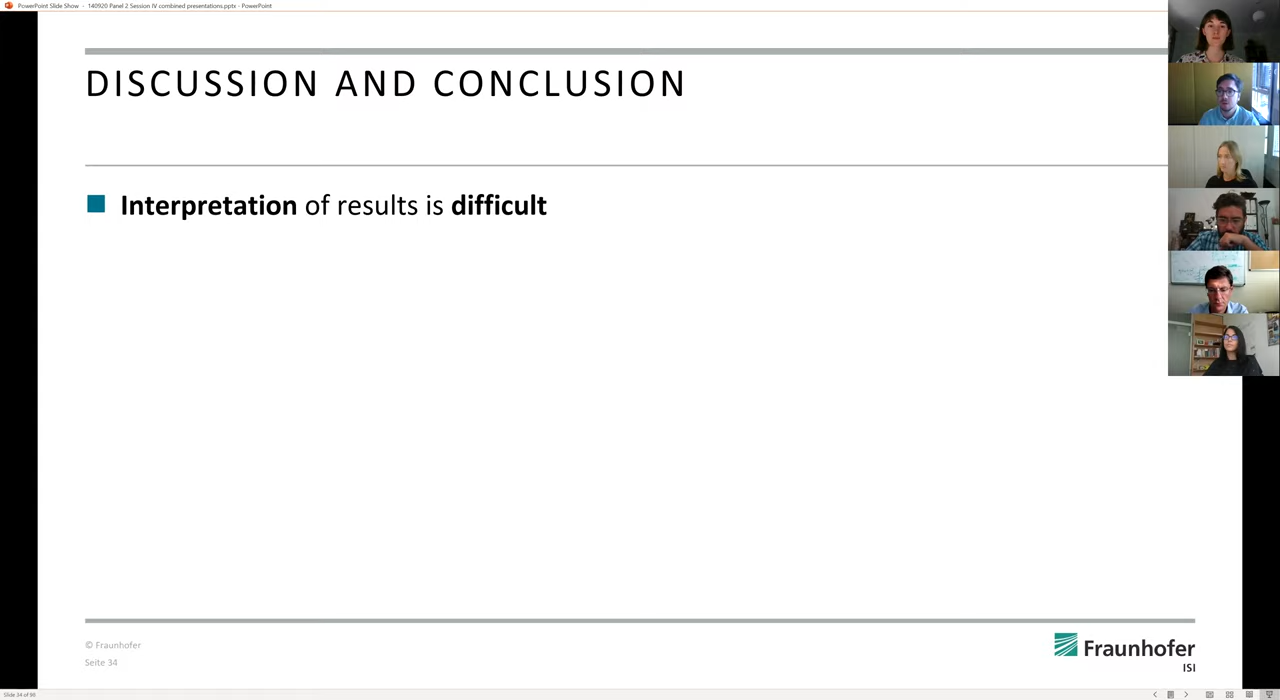 PowerPoint Slide Show - 140920 Panel 2 Session IV combined presentations.pptx - PowerPoint
DISCUSSION AND CONCLUSION
Interpretation of results is difficult
© Fraunhofer
Seite 34
Fraunhofer
ISI
Slide 34 of 98